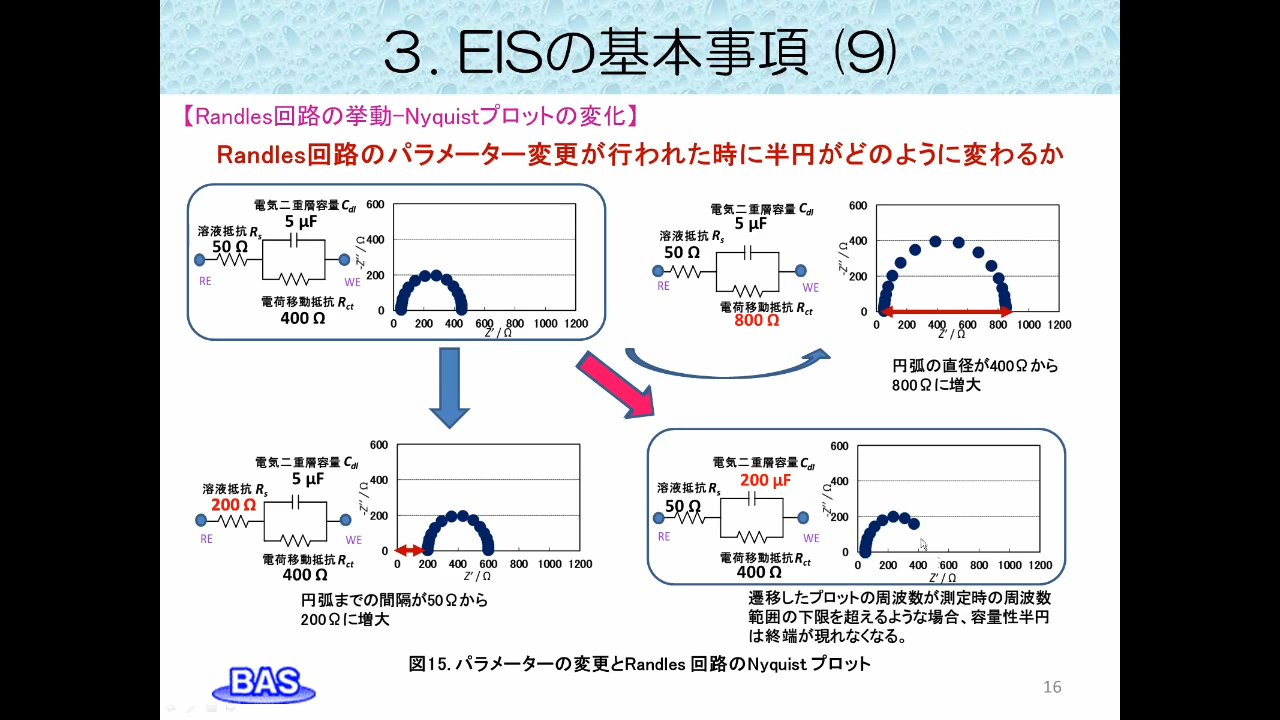 3. EISの基本事項 (9)
【Randles回路の挙動-Nyquistプロットの変化】
Randles回路のパラメーター変更が行われた時に半円がどのように変わるか
電気二重層容量 Cdl
5 μF
溶液抵抗 Rs
50 Ω
RE
WE
電荷移動抵抗 Rct
400 Ω
600
400
200
0
0 200 400 600 800 1000 1200
-Z'' / Ω
Z' / Ω
電気二重層容量 Cdl
5 μF
溶液抵抗 Rs
50 Ω
RE
WE
電荷移動抵抗 Rct
800 Ω
600
400
200
0
0 200 400 600 800 1000 1200
-Z'' / Ω
Z' / Ω
円弧の直径が400Ωから
800Ωに増大
電気二重層容量 Cdl
5 μF
溶液抵抗 Rs
200 Ω
RE
WE
電荷移動抵抗 Rct
400 Ω
600
400
200
0
0 200 400 600 800 1000 1200
-Z'' / Ω
Z' / Ω
円弧までの間隔が50Ωから
200Ωに増大
電気二重層容量 Cdl
200 μF
溶液抵抗 Rs
50 Ω
RE
WE
電荷移動抵抗 Rct
400 Ω
600
400
200
0
0 200 400 600 800 1000 1200
-Z'' / Ω
Z' / Ω
遷移したプロットの周波数が測定時の周波数
範囲の下限を超えるような場合、容量性半円
は終端が現れなくなる。
図15. パラメーターの変更とRandles 回路のNyquist プロット
BAS
16